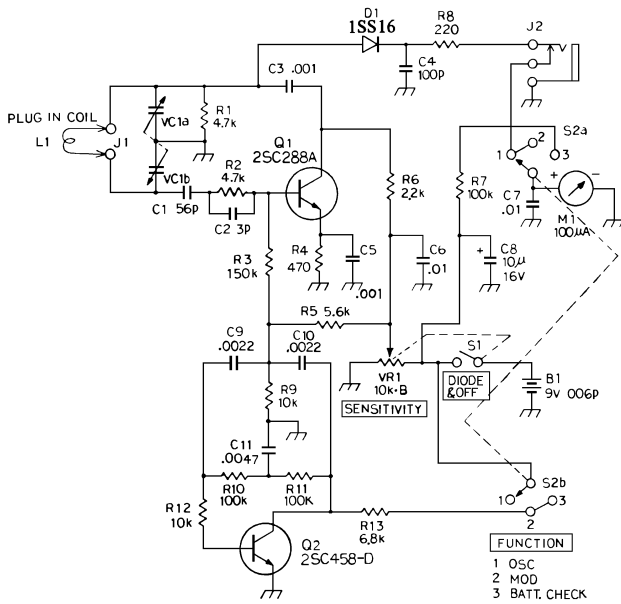 D1
1SS16
R8
220
J2
C3 .001
C4
100p
VC1a
R1
4.7k
PLUG IN COIL
L1
J1
Q1
2SC288A
S2a
2
1
3
VC1b
R2
4.7k
R6
2.2k
R7
100k
+
-
C7
.01
M1
100μA
C1 56p
C2 3p
R3
150k
R4
470
C5
.001
C6
.01
+
C8
10μ
16V
R5 5.6k
C9
.0022
C10
.0022
S1
VR1
10k·B
SENSITIVITY
DIODE
&OFF
B1
9V 006P
R9
10k
C11
.0047
R10
100k
R11
100K
S2b
1
3
2
R12
10k
R13
6.8k
Q2
2SC458-D
FUNCTION
1 OSC
2 MOD
3 BATT. CHECK